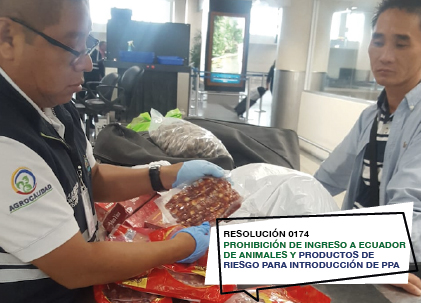 AGROCALIDAD
RESOLUCIÓN 0174
PROHIBICIÓN DE INGRESO A ECUADOR
DE ANIMALES Y PRODUCTOS DE
RIESGO PARA INTRODUCCIÓN DE PPA